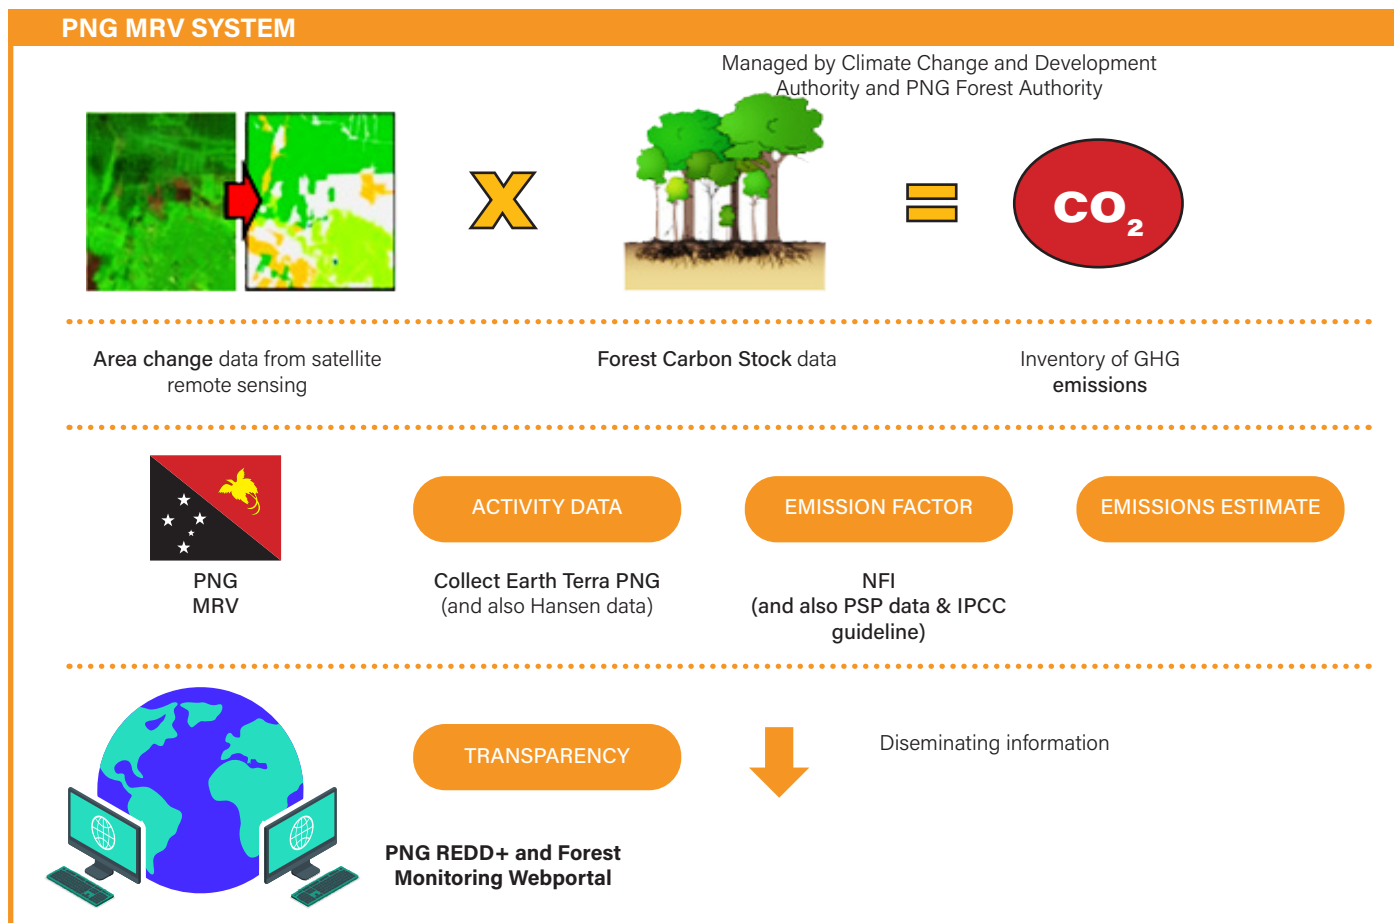 PNG MRV SYSTEM
Managed by Climate Change and Development
Authority and PNG Forest Authority
X
=
CO₂
Area change data from satellite
remote sensing
Forest Carbon Stock data
Inventory of GHG
emissions
PNG
MRV
ACTIVITY DATA
Collect Earth Terra PNG
(and also Hansen data)
EMISSION FACTOR
NFI
(and also PSP data & IPCC
guideline)
EMISSIONS ESTIMATE
TRANSPARENCY
Diseminating information
PNG REDD+ and Forest
Monitoring Webportal